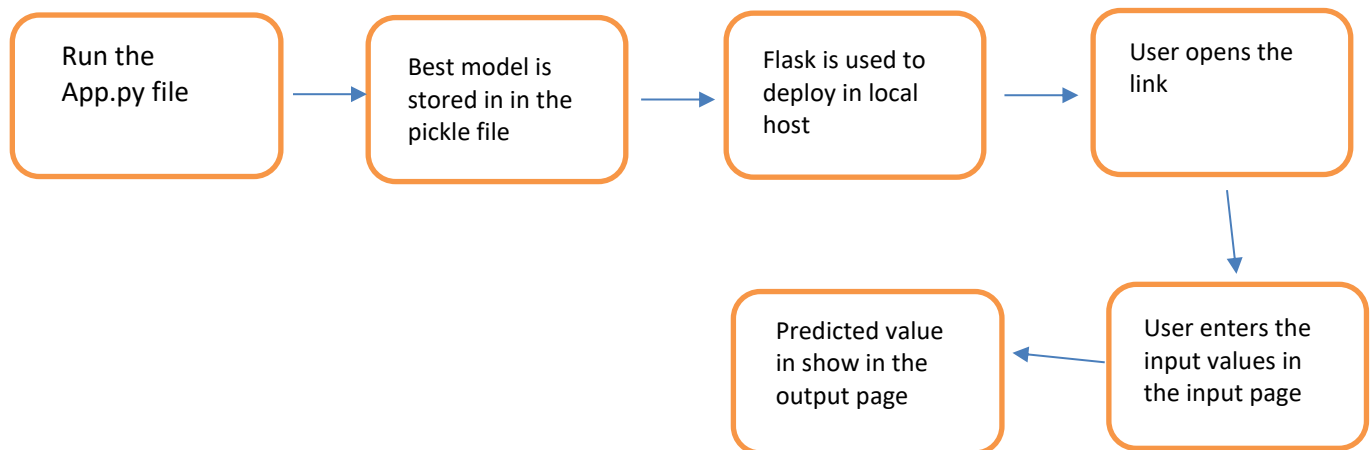 Run the
App.py file
Best model is
stored in in the
pickle file
Flask is used to
deploy in local
host
User opens the
link
User enters the
input values in
the input page
Predicted value
in show in the
output page